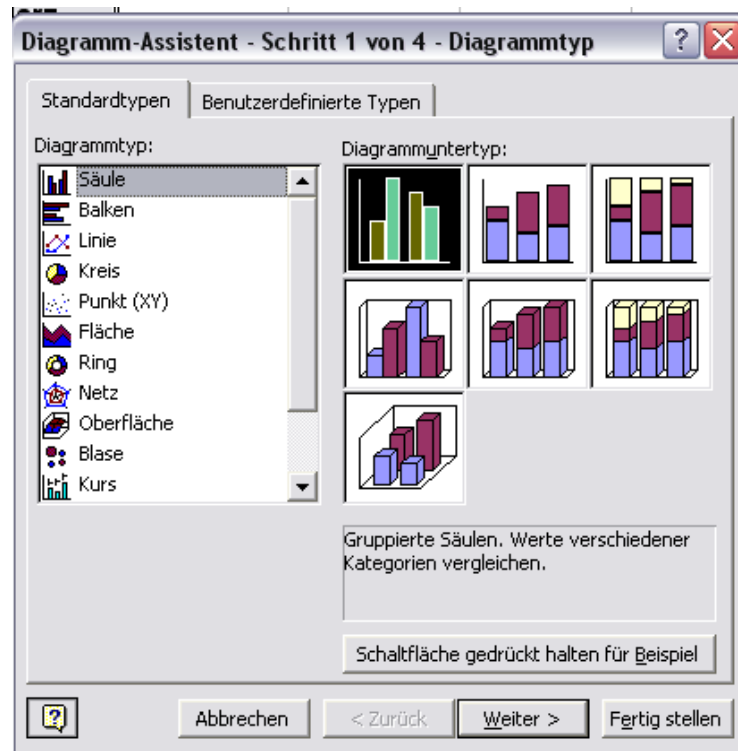 Diagramm-Assistent - Schritt 1 von 4 - Diagrammtyp
Standardtypen
Benutzerdefinierte Typen
Diagrammtyp:
Säule
Balken
Linie
Kreis
Punkt (XY)
Fläche
Ring
Netz
Oberfläche
Blase
Kurs
Diagrammuntertyp:
Gruppierte Säulen. Werte verschiedener
Kategorien vergleichen.
Schaltfläche gedrückt halten für Beispiel
Abbrechen
< Zurück
Weiter >
Fertig stellen